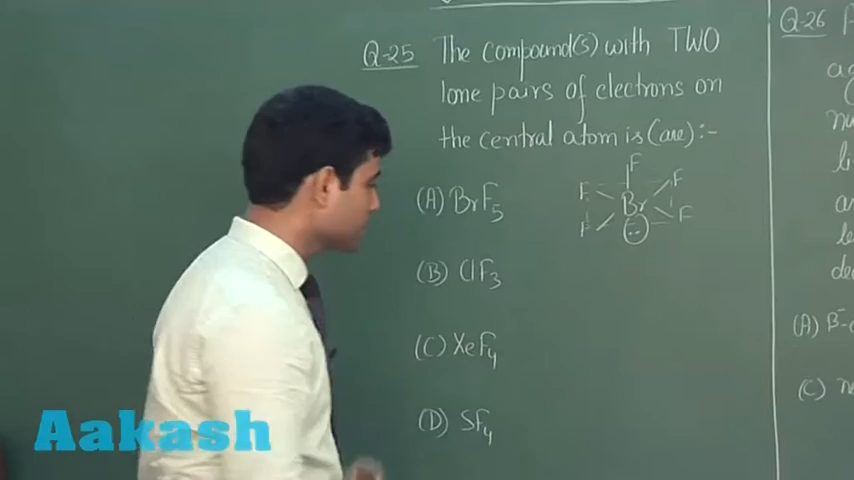 Q-25 The compound(s) with TWO
lone pairs of electrons on
the central atom is (are) :-
(A) BrF5
(B) ClF3
(C) XeF4
(D) SF4
F
F F
Br
F F
Q-26
(A) B-
(C)
Aakash